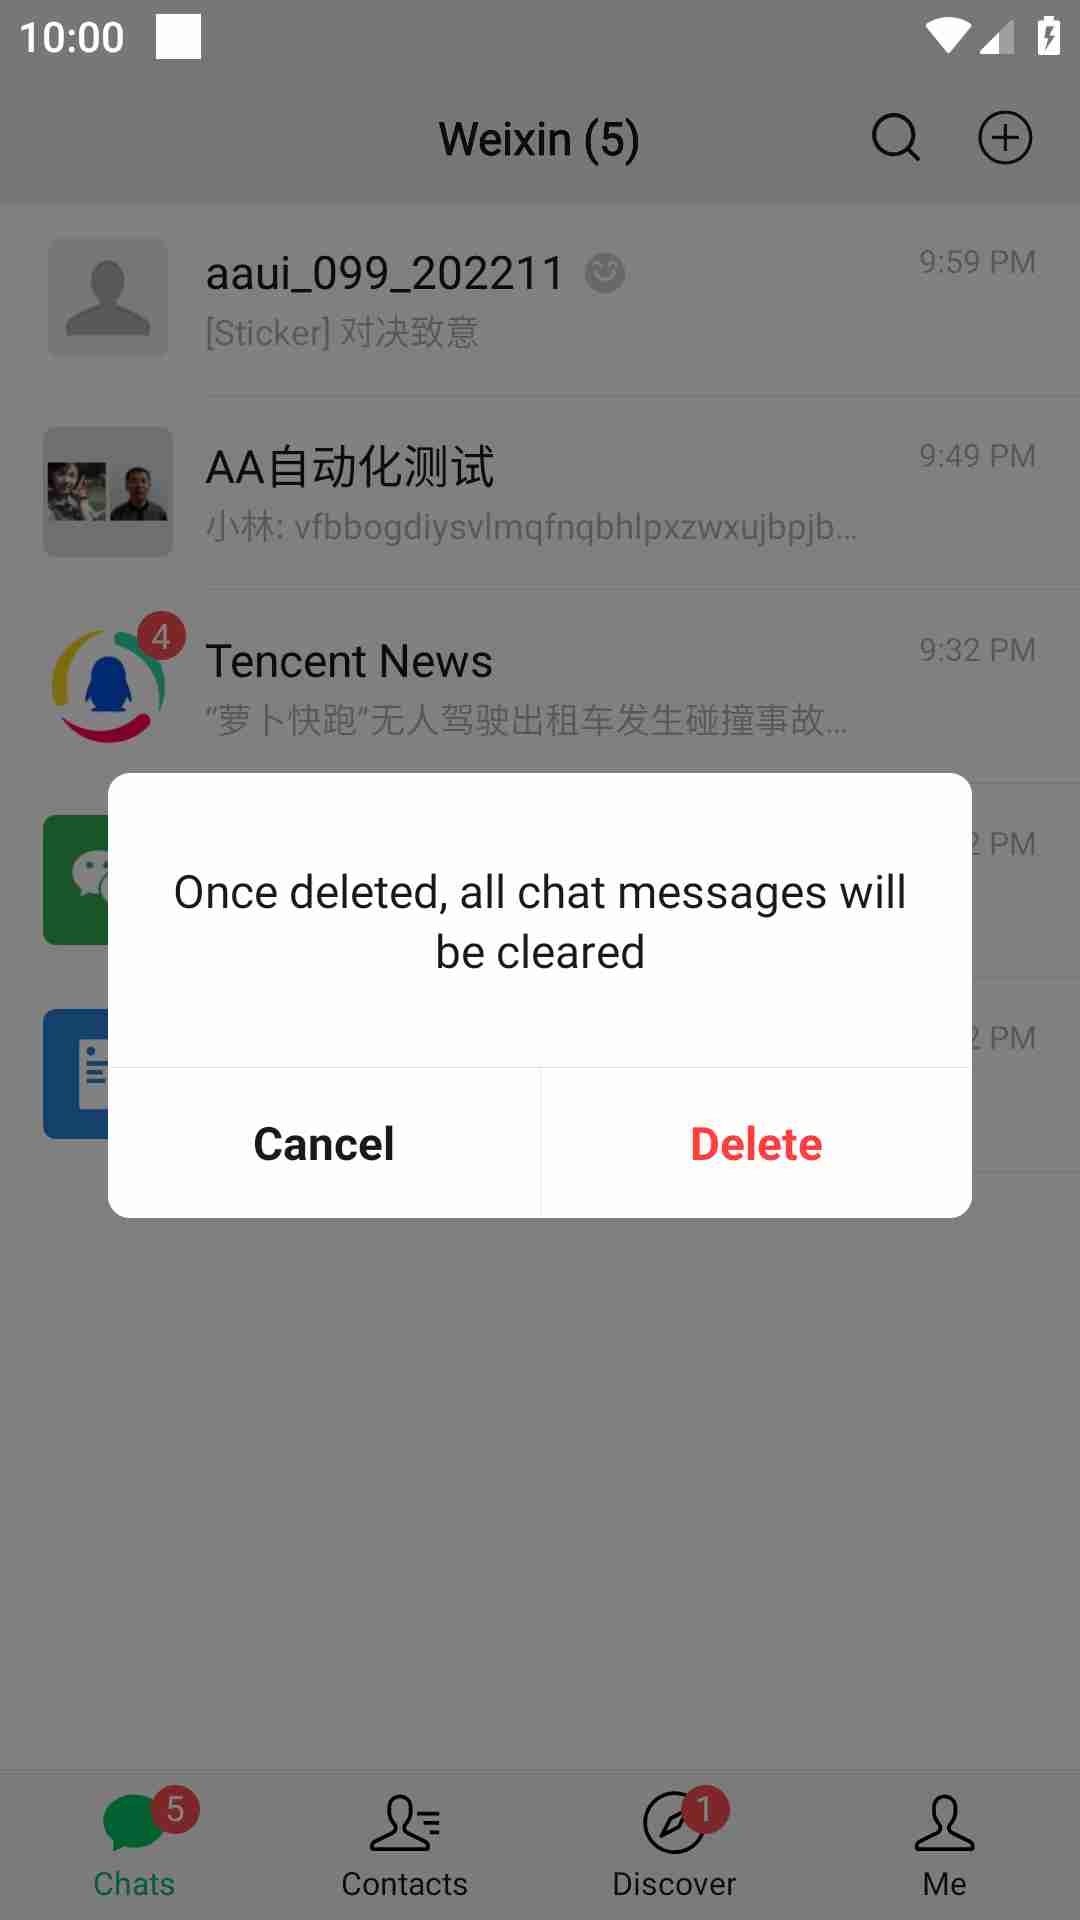 10:00
Weixin (5)
aaui_099_202211
9:59 PM
[Sticker] 对决致意
AA自动化测试
9:49 PM
小林: vfbbogdiysvlmqfnqbhlpxzwxujbpjb...
4
Tencent News
9:32 PM
“萝卜快跑”无人驾驶出租车发生碰撞事故...
2 PM
Once deleted, all chat messages will
be cleared
2 PM
Cancel
Delete
5
1
Chats
Contacts
Discover
Me